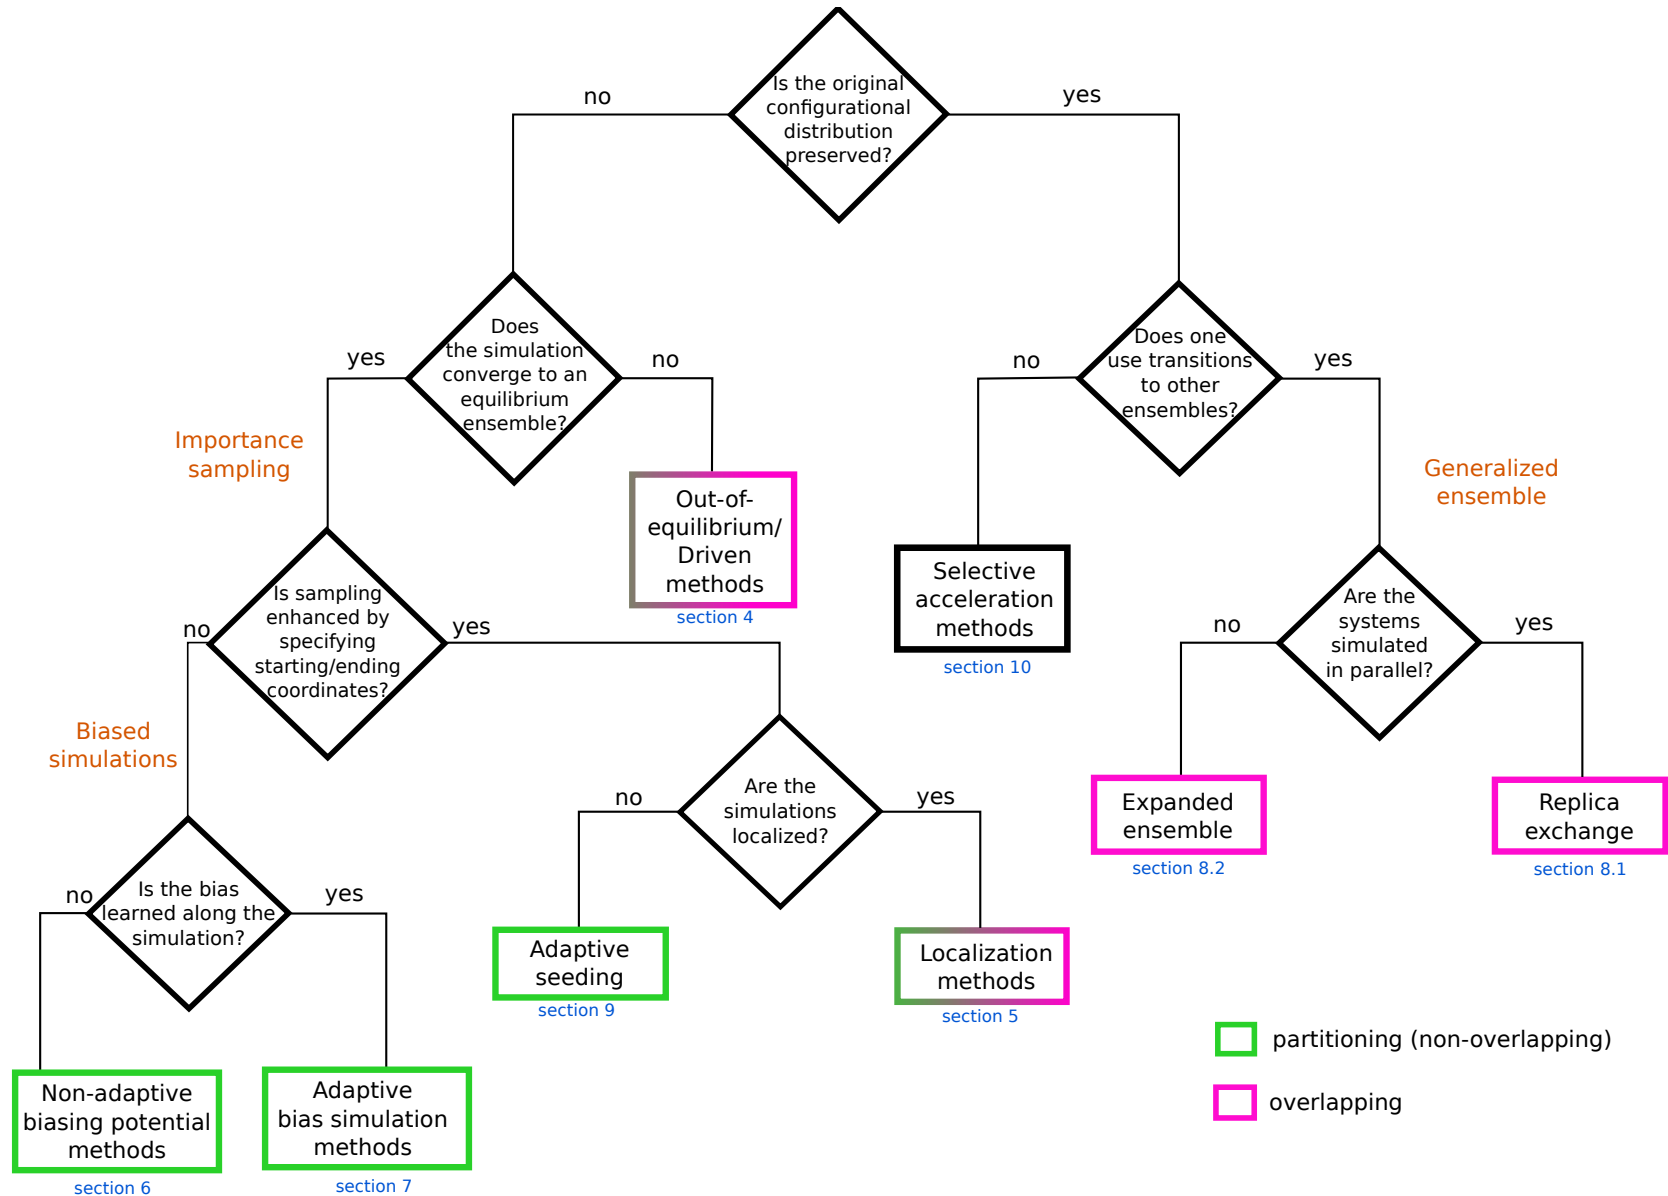 Is the original
configurational
distribution
preserved?
no
yes
Does
the simulation
converge to an
equilibrium
ensemble?
yes
no
Does one
use transitions
to other
ensembles?
no
yes
Importance
sampling
Generalized
ensemble
Out-of-
equilibrium/
Driven
methods
section 4
Selective
acceleration
methods
section 10
Is sampling
enhanced by
specifying
starting/ending
coordinates?
no
yes
Are the
systems
simulated
in parallel?
no
yes
Biased
simulations
Are the
simulations
localized?
no
yes
Expanded
ensemble
section 8.2
Replica
exchange
section 8.1
Is the bias
learned along the
simulation?
no
yes
Adaptive
seeding
section 9
Localization
methods
section 5
Non-adaptive
biasing potential
methods
section 6
Adaptive
bias simulation
methods
section 7
partitioning (non-overlapping)
overlapping